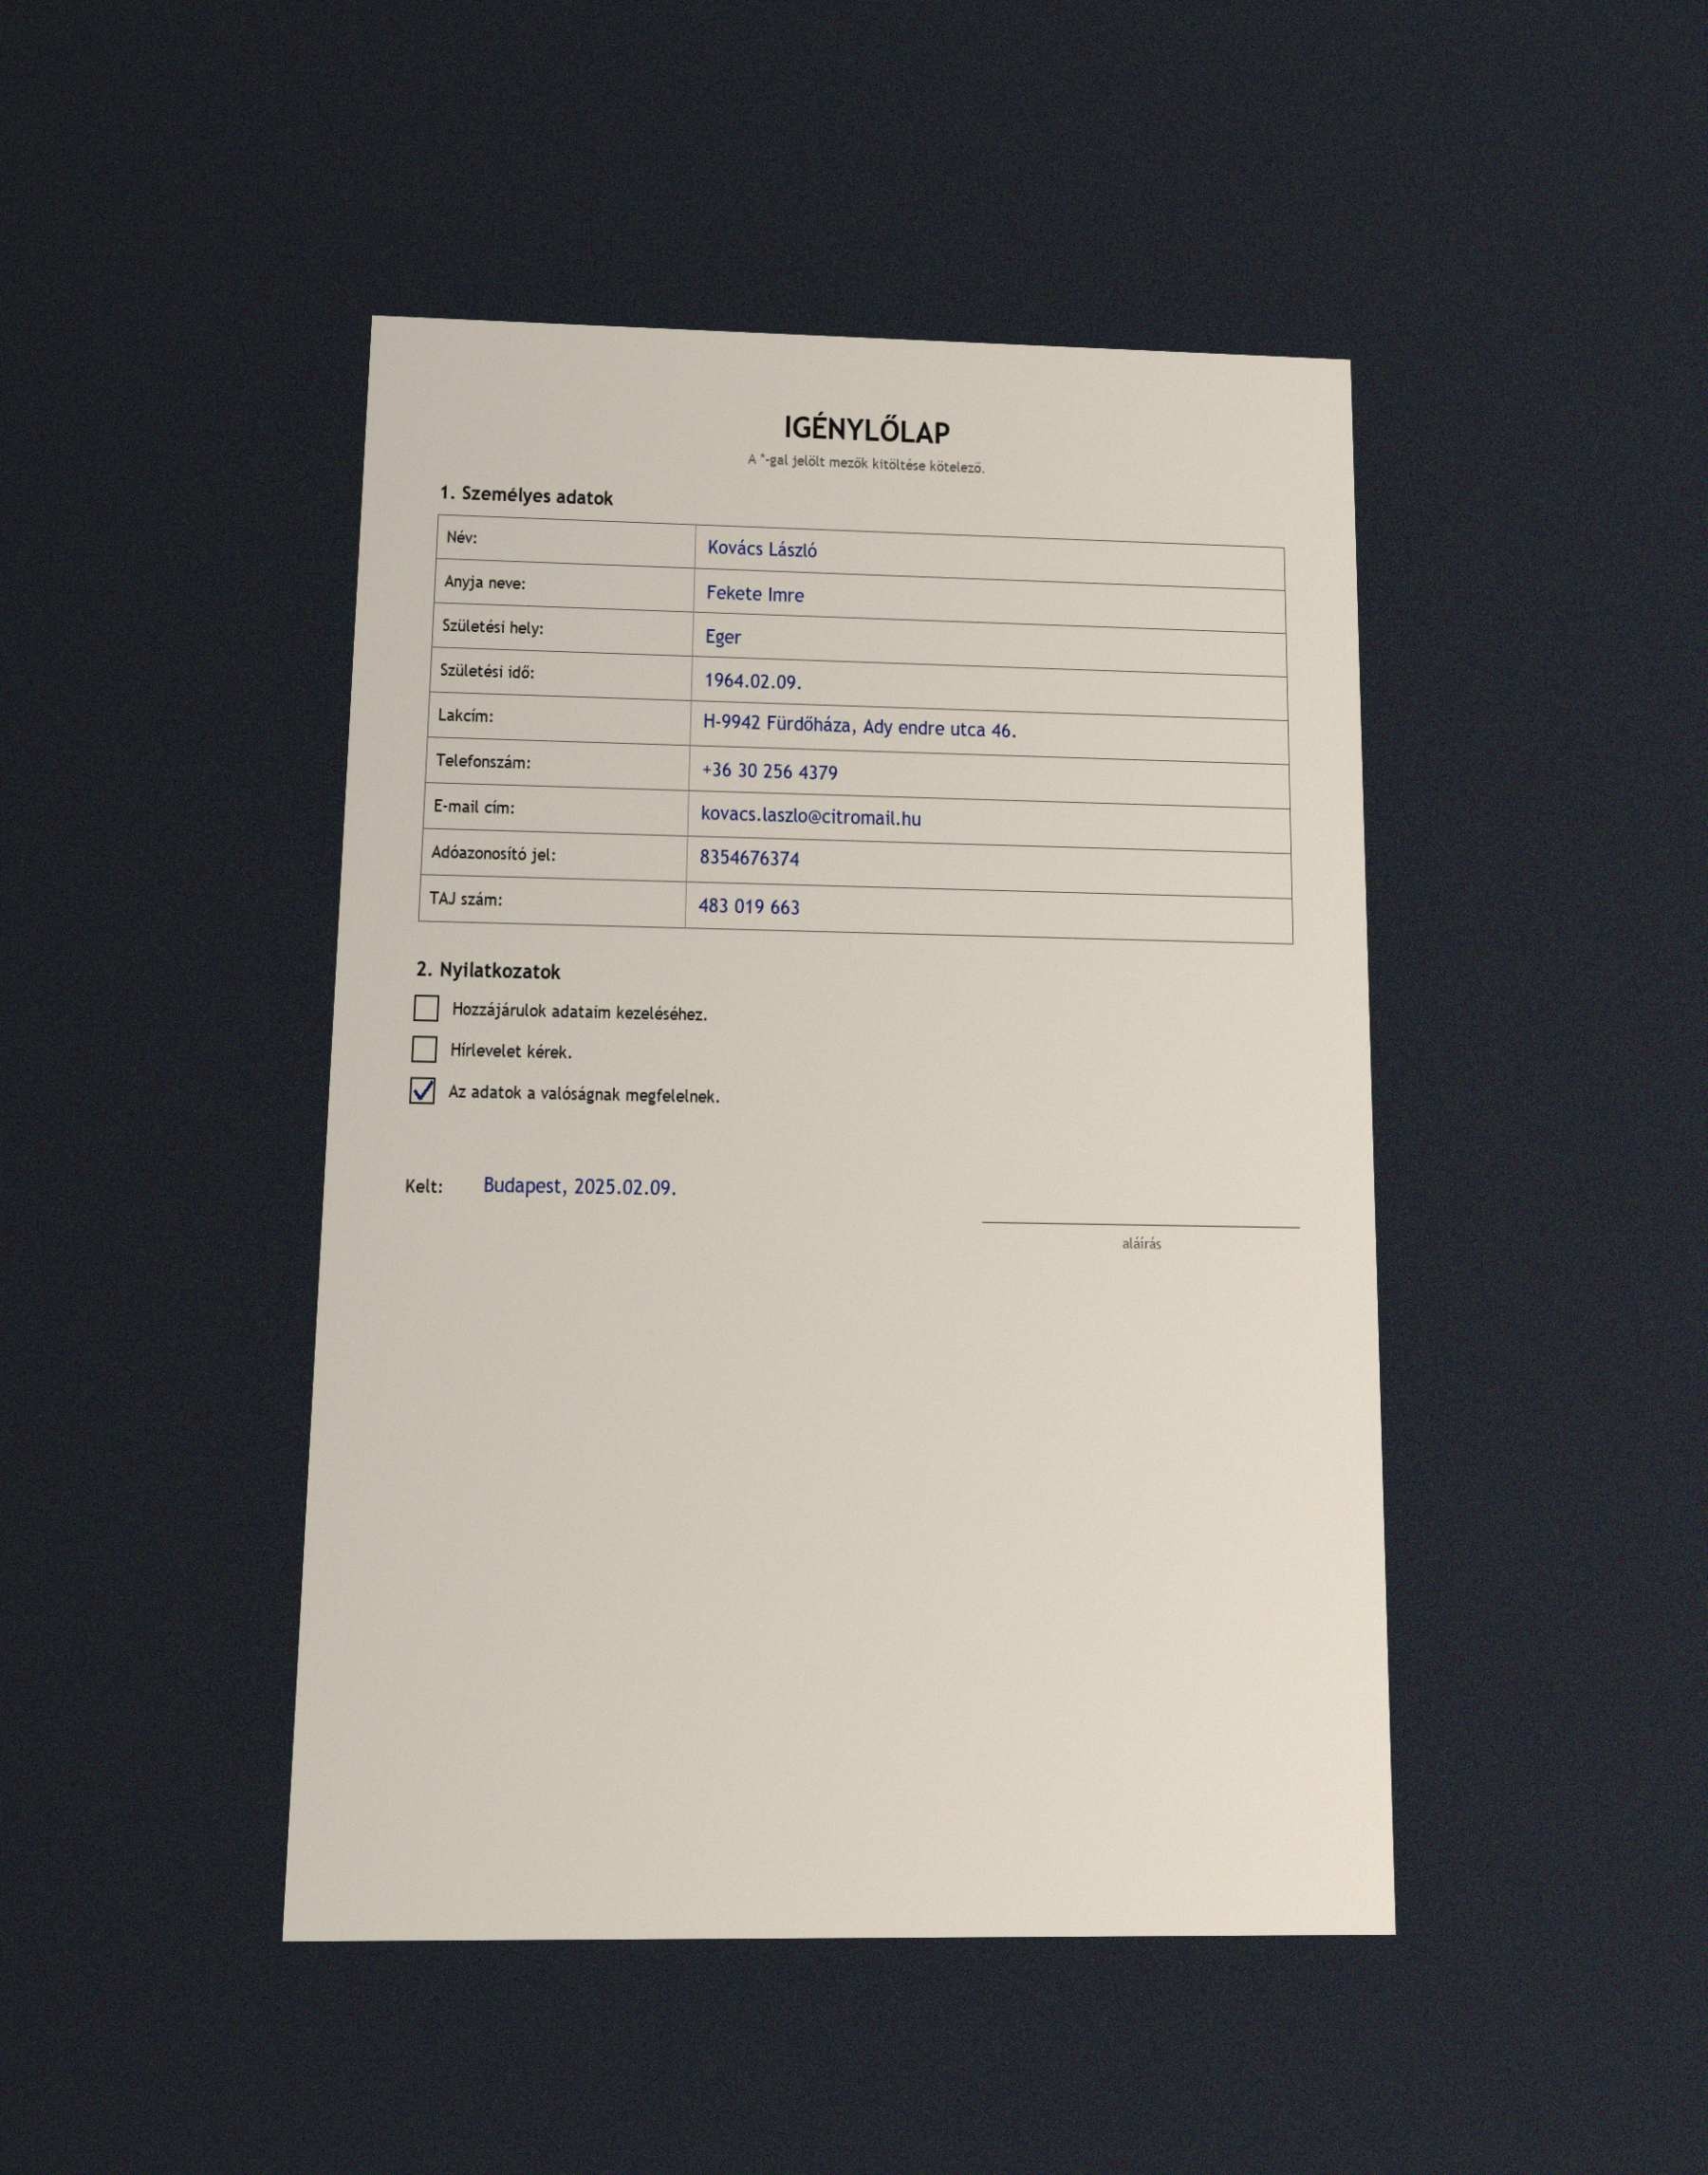 IGÉNYLŐLAP
A *-gal jelölt mezők kitöltése kötelező.
1. Személyes adatok
Név: Kovács László
Anyja neve: Fekete Imre
Születési hely: Eger
Születési idő: 1964.02.09.
Lakcím: H-9942 Fürdőháza, Ady endre utca 46.
Telefonszám: +36 30 256 4379
E-mail cím: kovacs.laszlo@citromail.hu
Adóazonosító jel: 8354676374
TAJ szám: 483 019 663
2. Nyilatkozatok
Hozzájárulok adataim kezeléséhez.
Hírlevelet kérek.
Az adatok a valóságnak megfelelnek.
Kelt: Budapest, 2025.02.09.
aláírás